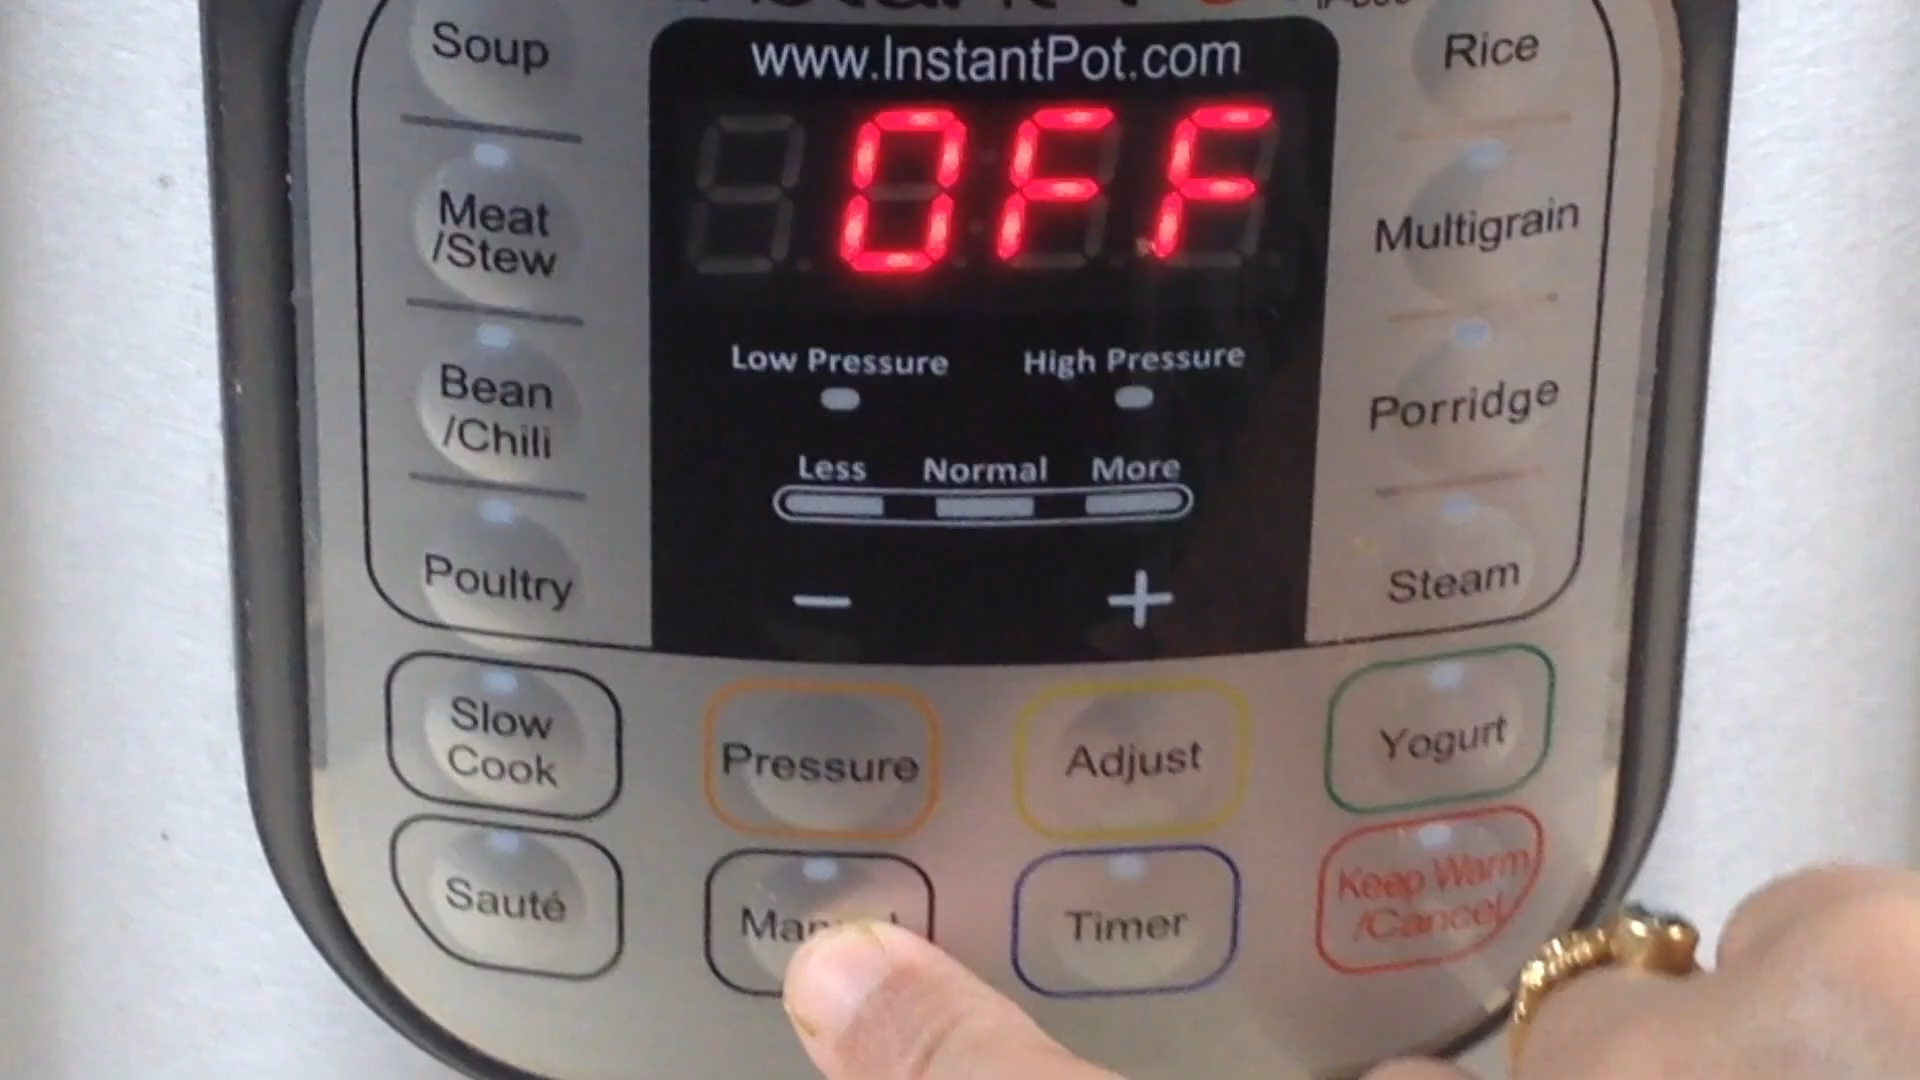 Soup
Meat
/Stew
Bean
/Chili
Poultry
Slow
Cook
Sauté
www.InstantPot.com
OFF
Low Pressure
High Pressure
Less
Normal
More
−
+
Pressure
Adjust
Timer
Rice
Multigrain
Porridge
Steam
Yogurt
Keep Warm
/Cancel